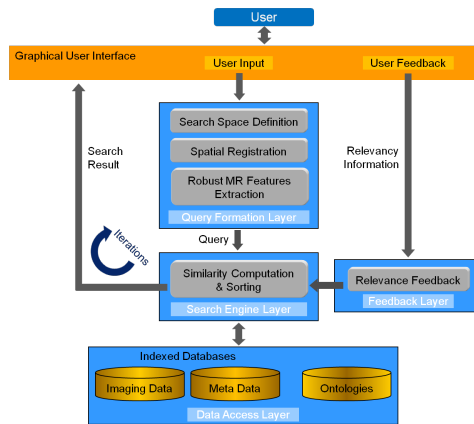 User
Graphical User Interface
User Input
User Feedback
Search Space Definition
Spatial Registration
Robust MR Features
Extraction
Query Formation Layer
Search
Result
Relevancy
Information
Iterations
Query
Similarity Computation
& Sorting
Search Engine Layer
Relevance Feedback
Feedback Layer
Indexed Databases
Imaging Data
Meta Data
Ontologies
Data Access Layer